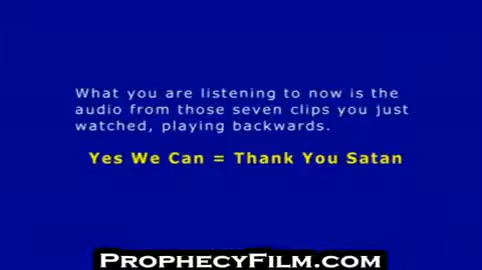 What you are listening to now is the
audio from those seven clips you just
watched, playing backwards.
Yes We Can = Thank You Satan
PROPHECYFILM.COM